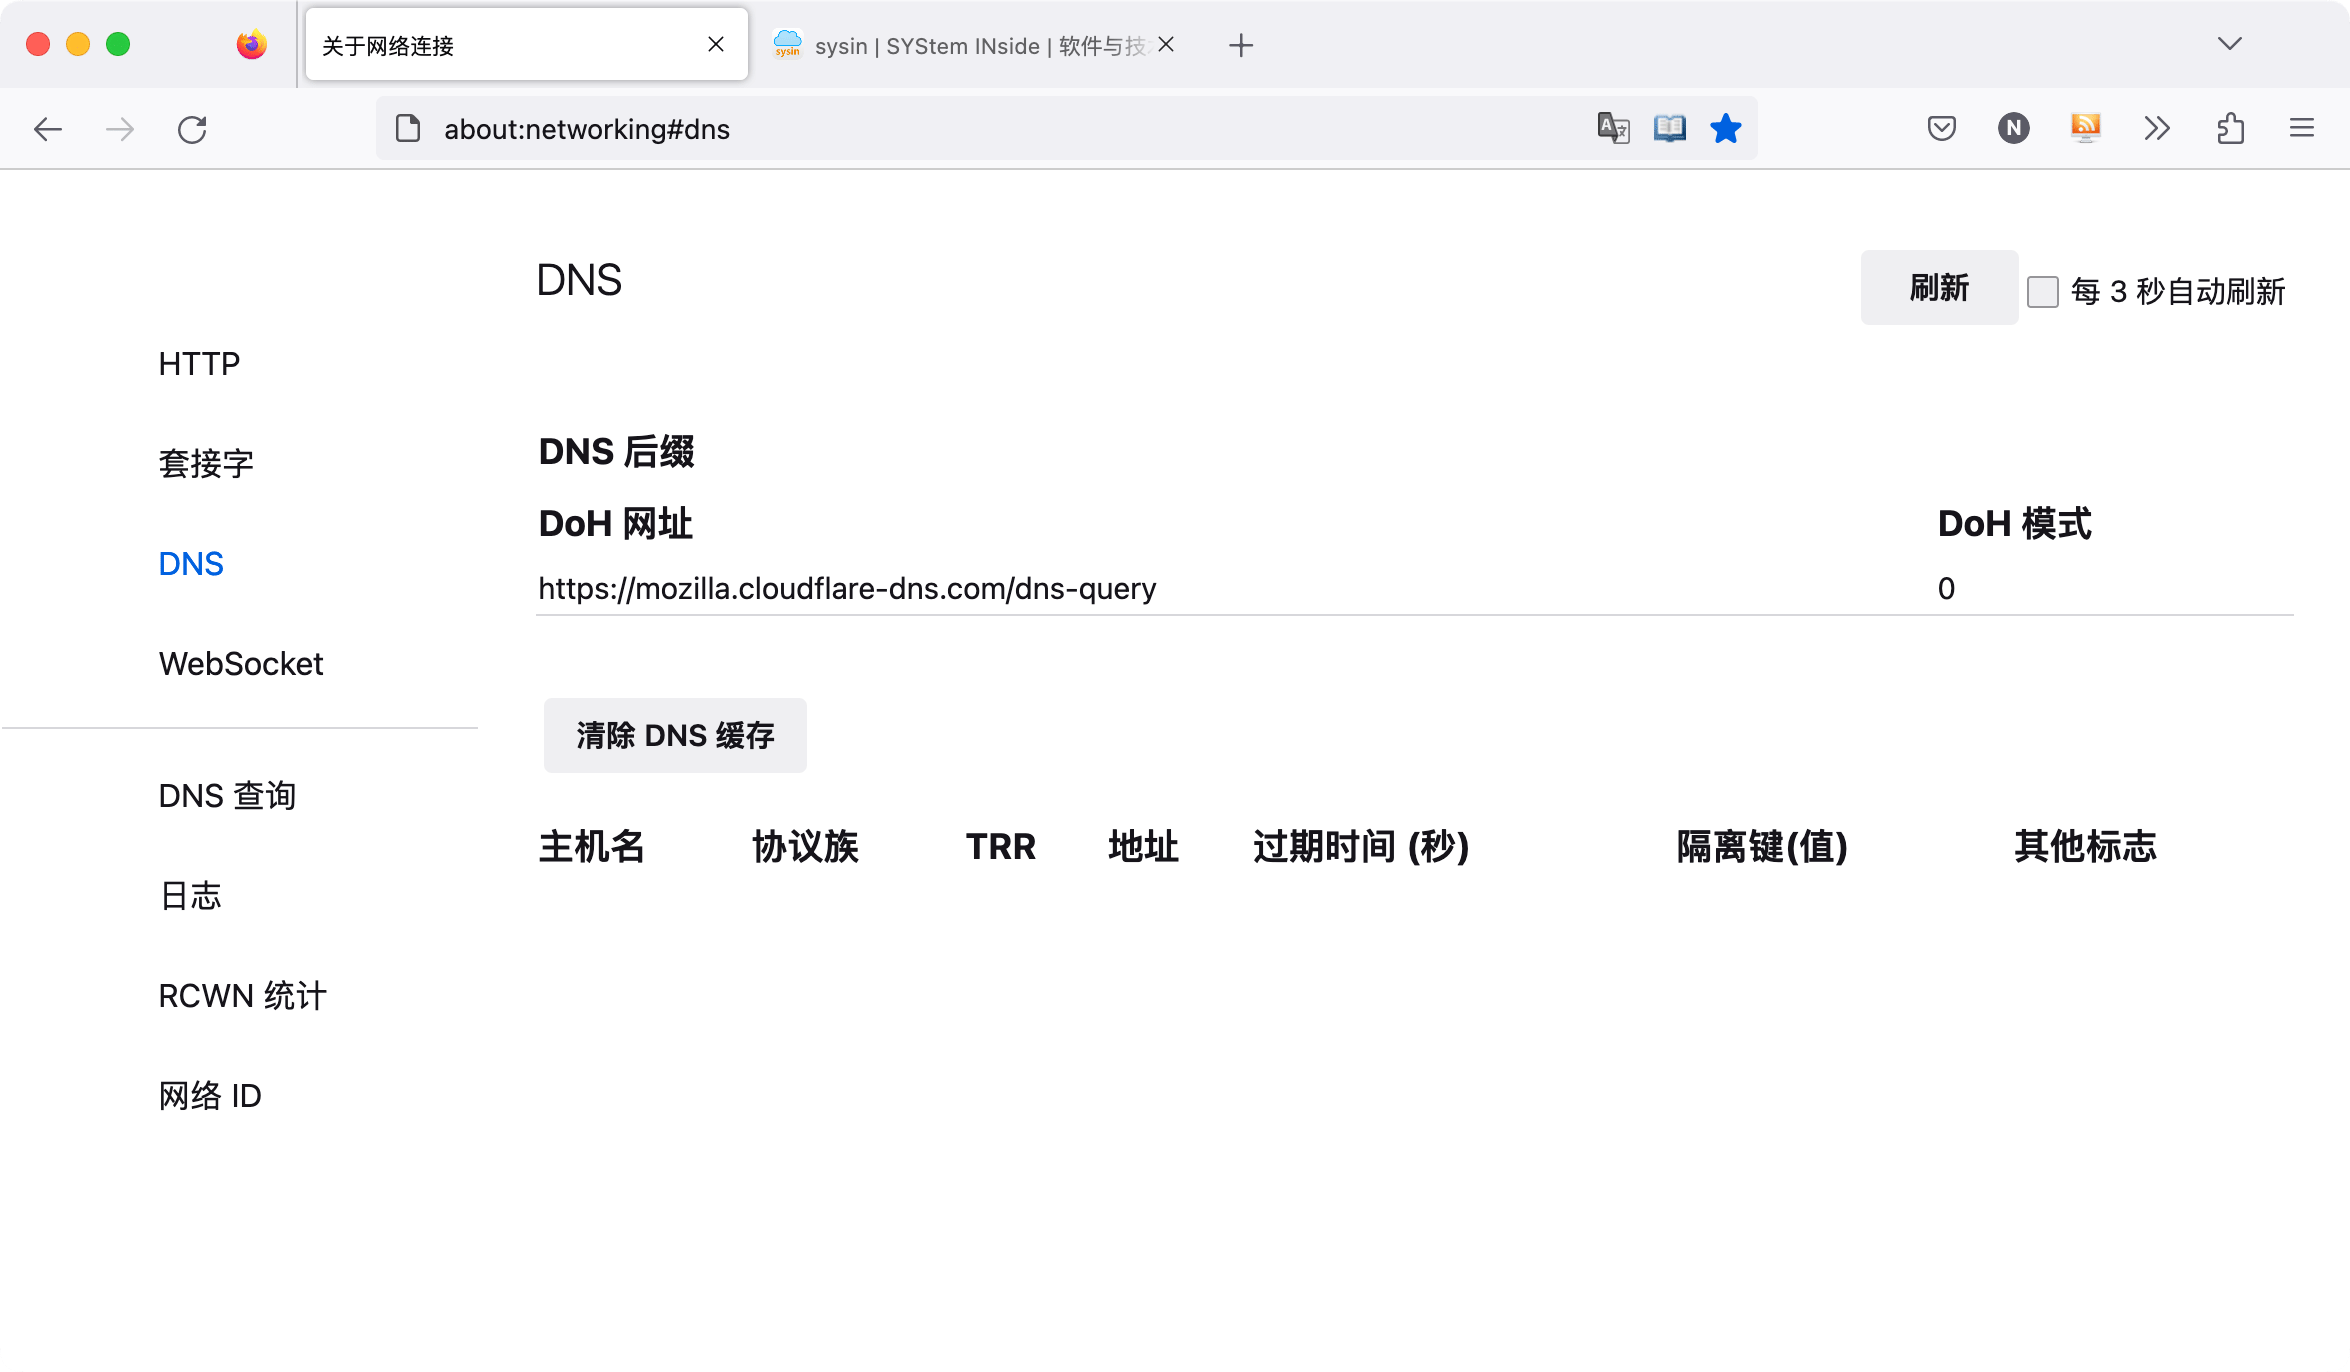 关于网络连接
sysin
sysin | SYStem INside | 软件与技
about:networking#dns
N
DNS
刷新
每 3 秒自动刷新
HTTP
套接字
DNS
WebSocket
DNS 查询
日志
RCWN 统计
网络 ID
DNS 后缀
DoH 网址
DoH 模式
https://mozilla.cloudflare-dns.com/dns-query
0
清除 DNS 缓存
主机名 协议族 TRR 地址 过期时间 (秒) 隔离键(值) 其他标志